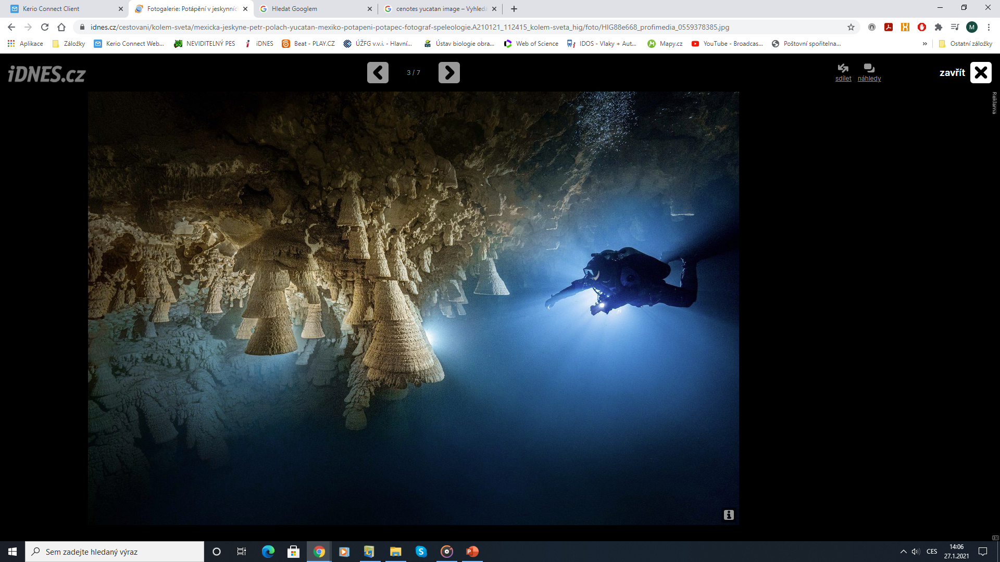 Kerio Connect Client
Fotogalerie: Potápění v jeskynníc
Hledat Googlem
cenotes yucatan image – Vyhledá
idnes.cz/cestovani/kolem-sveta/mexicka-jeskyne-petr-polach-yucatan-mexiko-potapeni-potapec-fotograf-speleologie.A210121_112415_kolem-sveta_hig/foto/HIG88e668_profimedia_0559378385.jpg
M
Aplikace
Záložky
Kerio Connect Web...
NEVIDITELNÝ PES
iDNES
Beat - PLAY.CZ
ÚŽFG v.v.i. - Hlavní...
Ústav biologie obra...
Web of Science
IDOS - Vlaky + Aut...
Mapy.cz
YouTube - Broadcas...
Poštovní spořitelna...
»
Ostatní záložky
iDNES.cz
3 / 7
sdílet
náhledy
zavřít
Reklama
31
Sem zadejte hledaný výraz
CES
14:06
27.1.2021